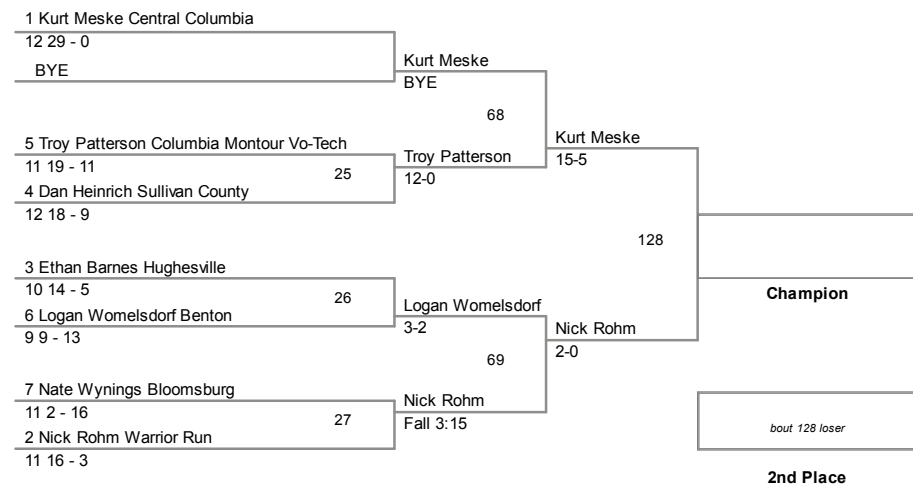 1 Kurt Meske Central Columbia
12 29 - 0
BYE
Kurt Meske
BYE
68
5 Troy Patterson Columbia Montour Vo-Tech
11 19 - 11
25
4 Dan Heinrich Sullivan County
12 18 - 9
Troy Patterson
12-0
Kurt Meske
15-5
128
3 Ethan Barnes Hughesville
10 14 - 5
26
6 Logan Womelsdorf Benton
9 9 - 13
Logan Womelsdorf
3-2
69
Nick Rohm
2-0
7 Nate Wynings Bloomsburg
11 2 - 16
27
2 Nick Rohm Warrior Run
11 16 - 3
Nick Rohm
Fall 3:15
Champion
bout 128 loser
2nd Place